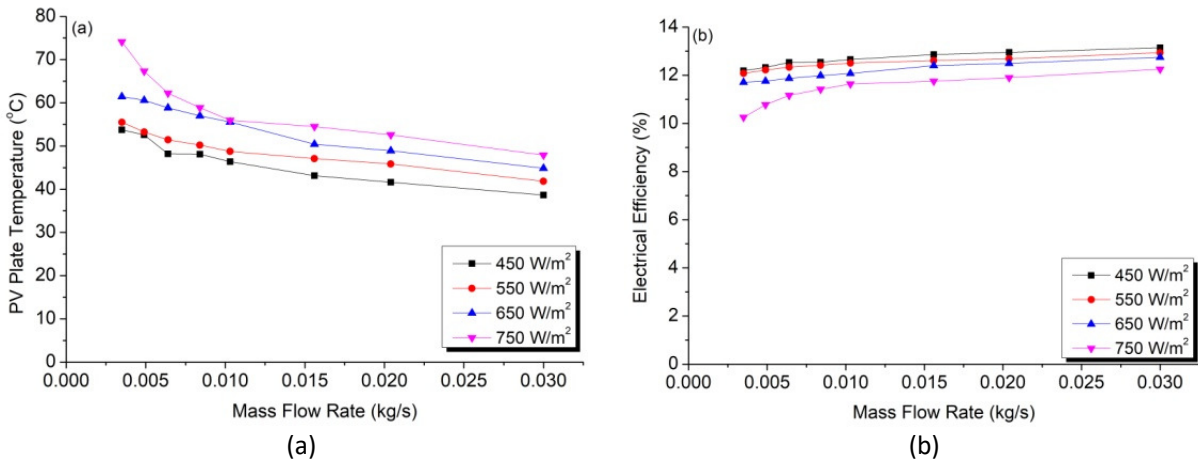 (a)
80
70
60
50
40
30
20
10
0
PV Plate Temperature (°C)
450 W/m²
550 W/m²
650 W/m²
750 W/m²
0.000 0.005 0.010 0.015 0.020 0.025 0.030
Mass Flow Rate (kg/s)
(a)
(b)
14
12
10
8
6
4
2
0
Electrical Efficiency (%)
450 W/m²
550 W/m²
650 W/m²
750 W/m²
0.000 0.005 0.010 0.015 0.020 0.025 0.030
Mass Flow Rate (kg/s)
(b)